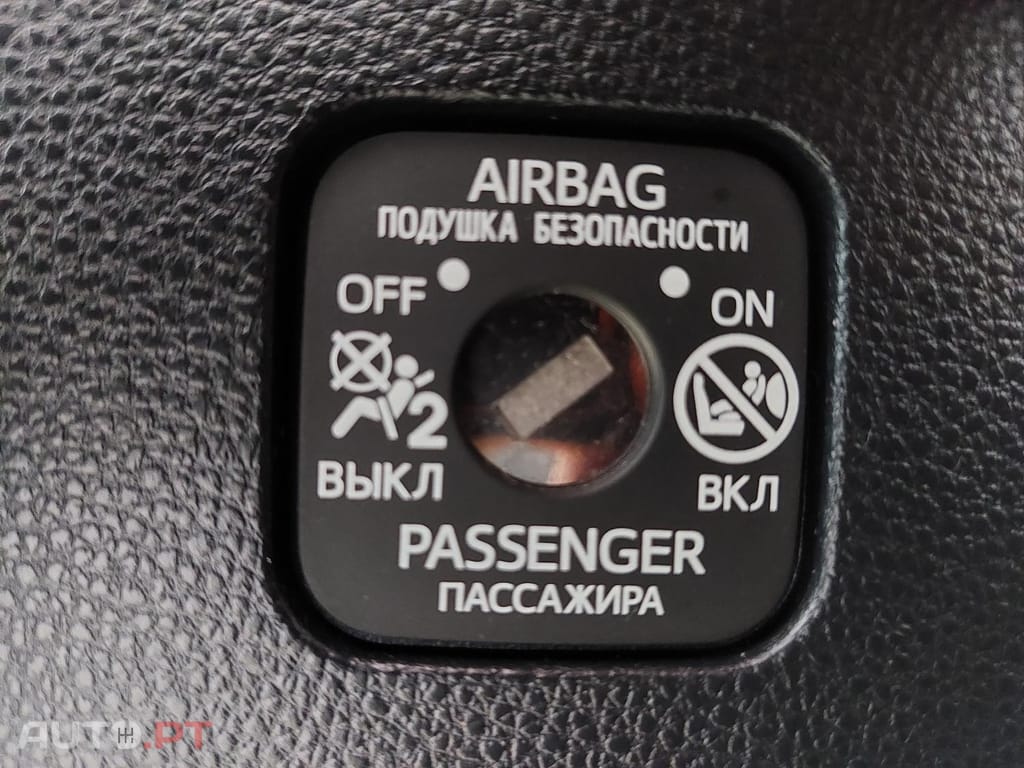 AIRBAG
ПОДУШКА БЕЗОПАСНОСТИ
OFF
ON
2
ВЫКЛ
ВКЛ
PASSENGER
ПАССАЖИРА
AUTO.PT